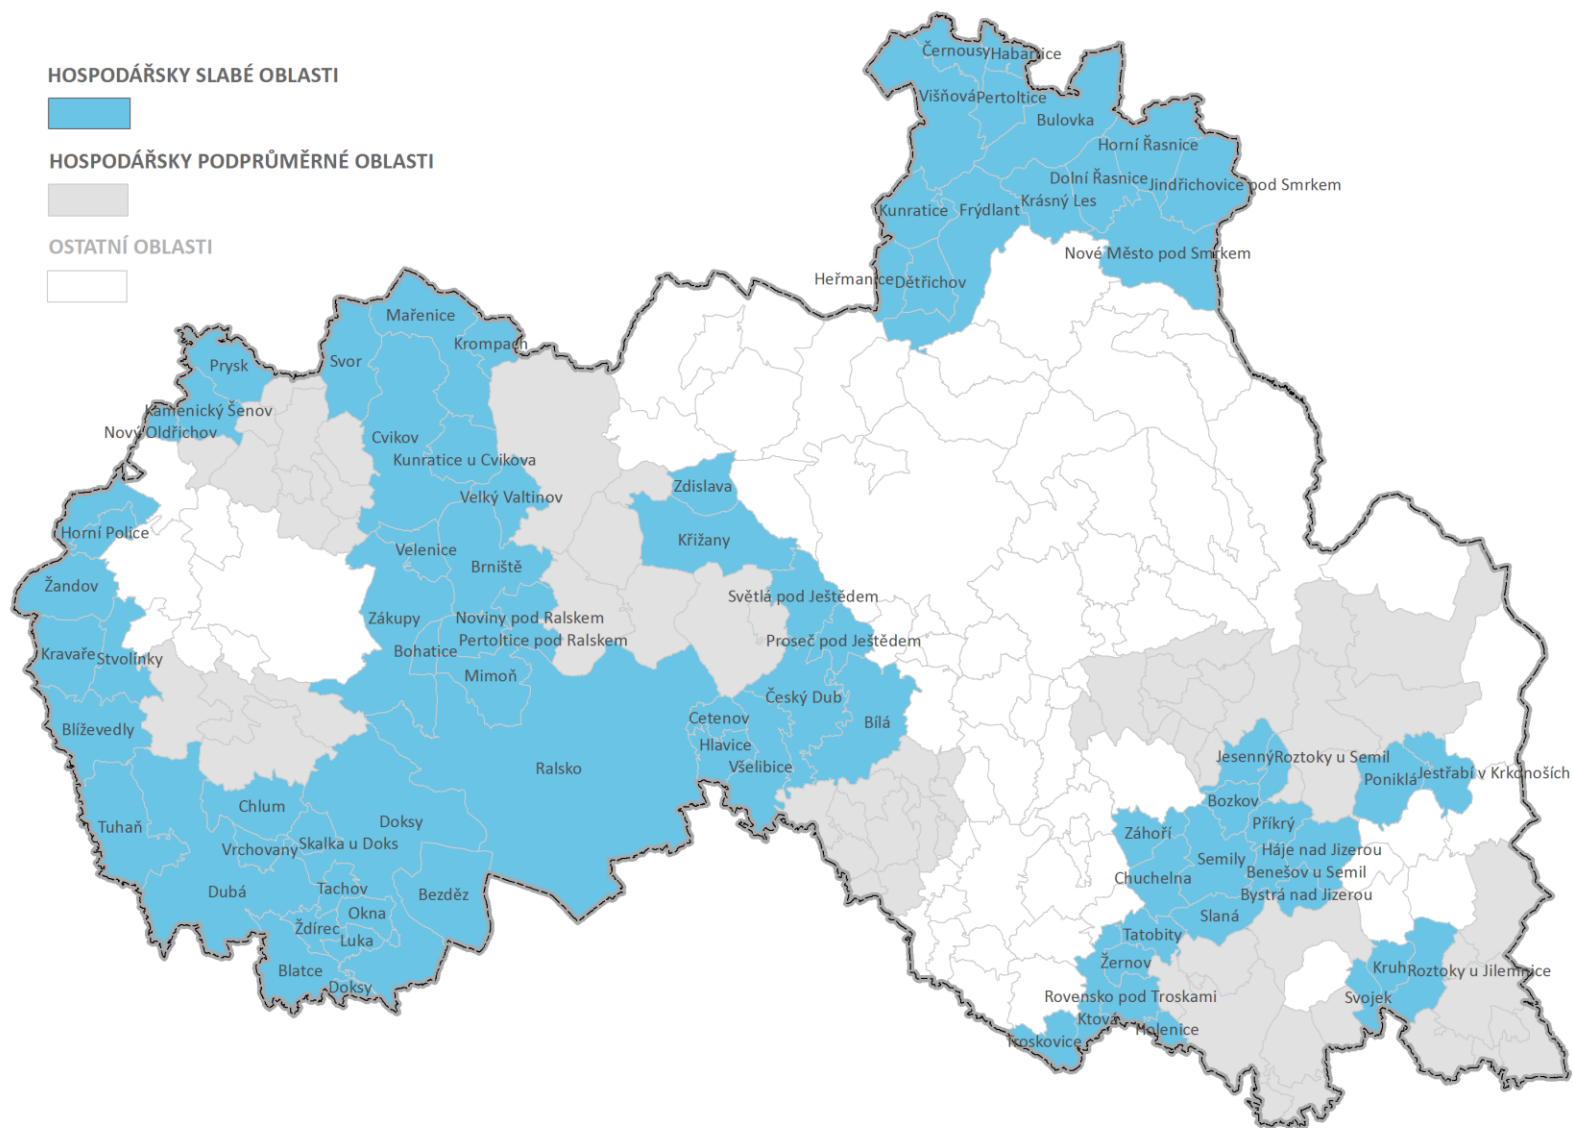 HOSPODÁŘSKY SLABÉ OBLASTI
HOSPODÁŘSKY PODPRŮMĚRNÉ OBLASTI
OSTATNÍ OBLASTI
Černousy
Habartice
Višňová
Pertoltice
Bulovka
Horní Řasnice
Dolní Řasnice
Jindřichovice pod Smrkem
Krásný Les
Kunratice
Frýdlant
Nové Město pod Smrkem
Heřmanice
Dětřichov
Mařenice
Krompach
Svor
Prysk
Kamenický Šenov
Nový Oldřichov
Cvikov
Kunratice u Cvikova
Velký Valtinov
Zdislava
Horní Police
Křižany
Velenice
Brniště
Žandov
Světlá pod Ještědem
Zákupy
Noviny pod Ralskem
Pertoltice pod Ralskem
Proseč pod Ještědem
Bohatice
Kravaře
Stvolínky
Mimoň
Český Dub
Bílá
Cetenov
Blíževedly
Hlavice
Všelibice
Ralsko
Jesenný
Roztoky u Semil
Poniklá
Jestřabí v Krkonoších
Bozkov
Chlum
Doksy
Tuhaň
Záhoří
Příkrý
Skalka u Doks
Vrchovany
Háje nad Jizerou
Semily
Benešov u Semil
Chuchelna
Tachov
Dubá
Bezděz
Bystrá nad Jizerou
Okna
Slaná
Ždírec
Luka
Tatobity
Žernov
Blatce
Kruh
Roztoky u Jilemnice
Doksy
Rovensko pod Troskami
Svojek
Ktová
Holenice
Troskovice